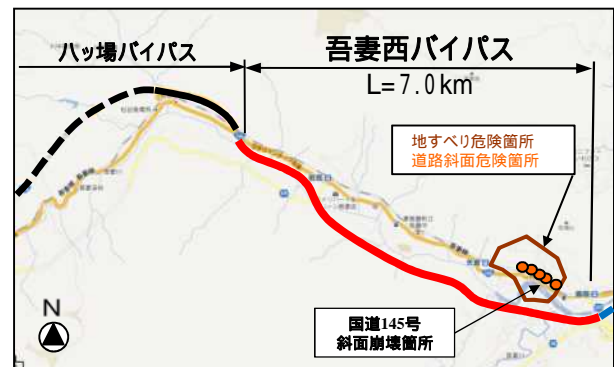 八ッ場バイパス
吾妻西バイパス
L=7.0km
地すべり危険箇所
道路斜面危険箇所
国道145号
斜面崩壊箇所
N